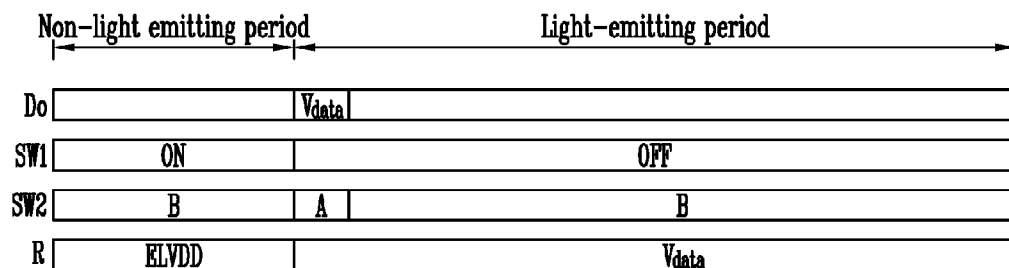 Non-light emitting period Light-emitting period
Do Vdata
SW1 ON OFF
SW2 B A B
R ELVDD Vdata